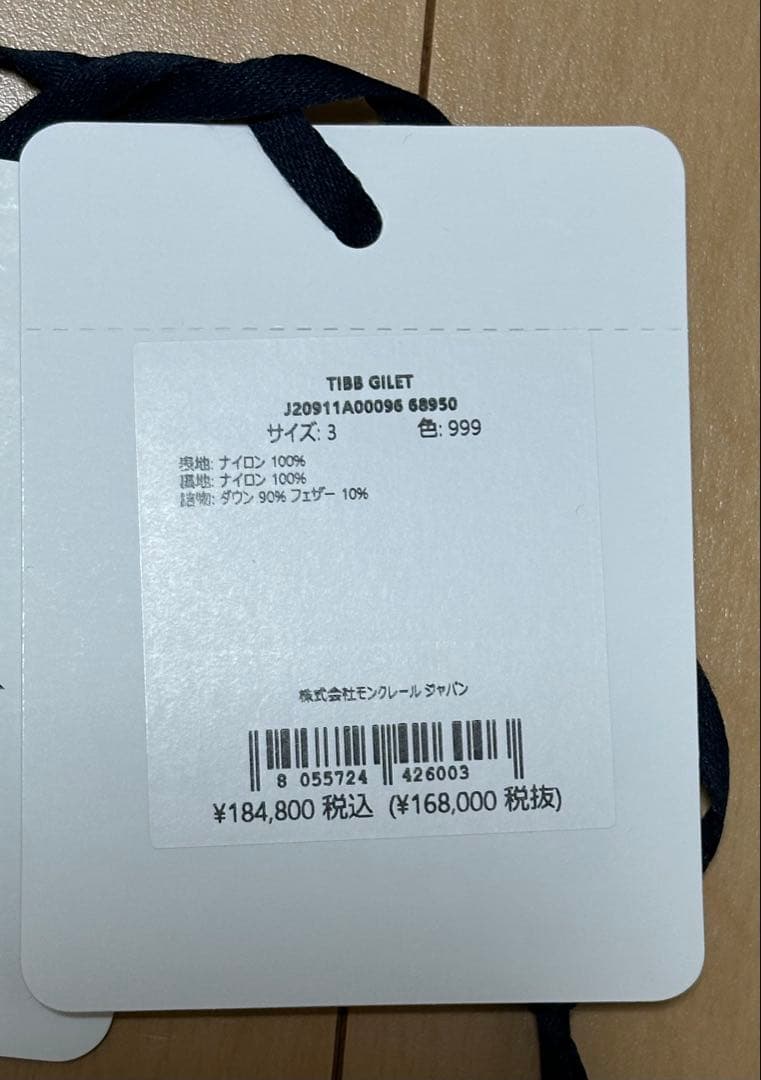 TIBB GILET
J20911A00096 68950
サイズ: 3 色: 999
表地: ナイロン 100%
裏地: ナイロン 100%
詰物: ダウン 90% フェザー 10%
株式会社モンクレール ジャパン
8 055724 426003
¥184,800 税込 (¥168,000 税抜)